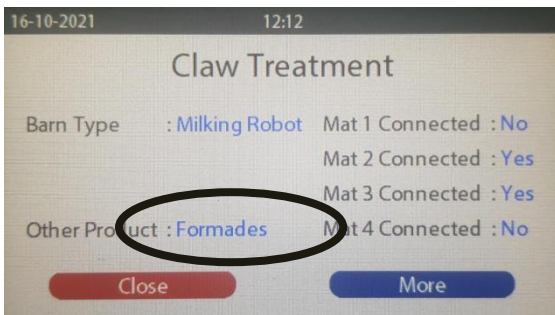 16-10-2021 12:12
Claw Treatment
Barn Type : Milking Robot Mat 1 Connected : No
Mat 2 Connected : Yes
Mat 3 Connected : Yes
Other Product : Formades Mat 4 Connected : No
Close More